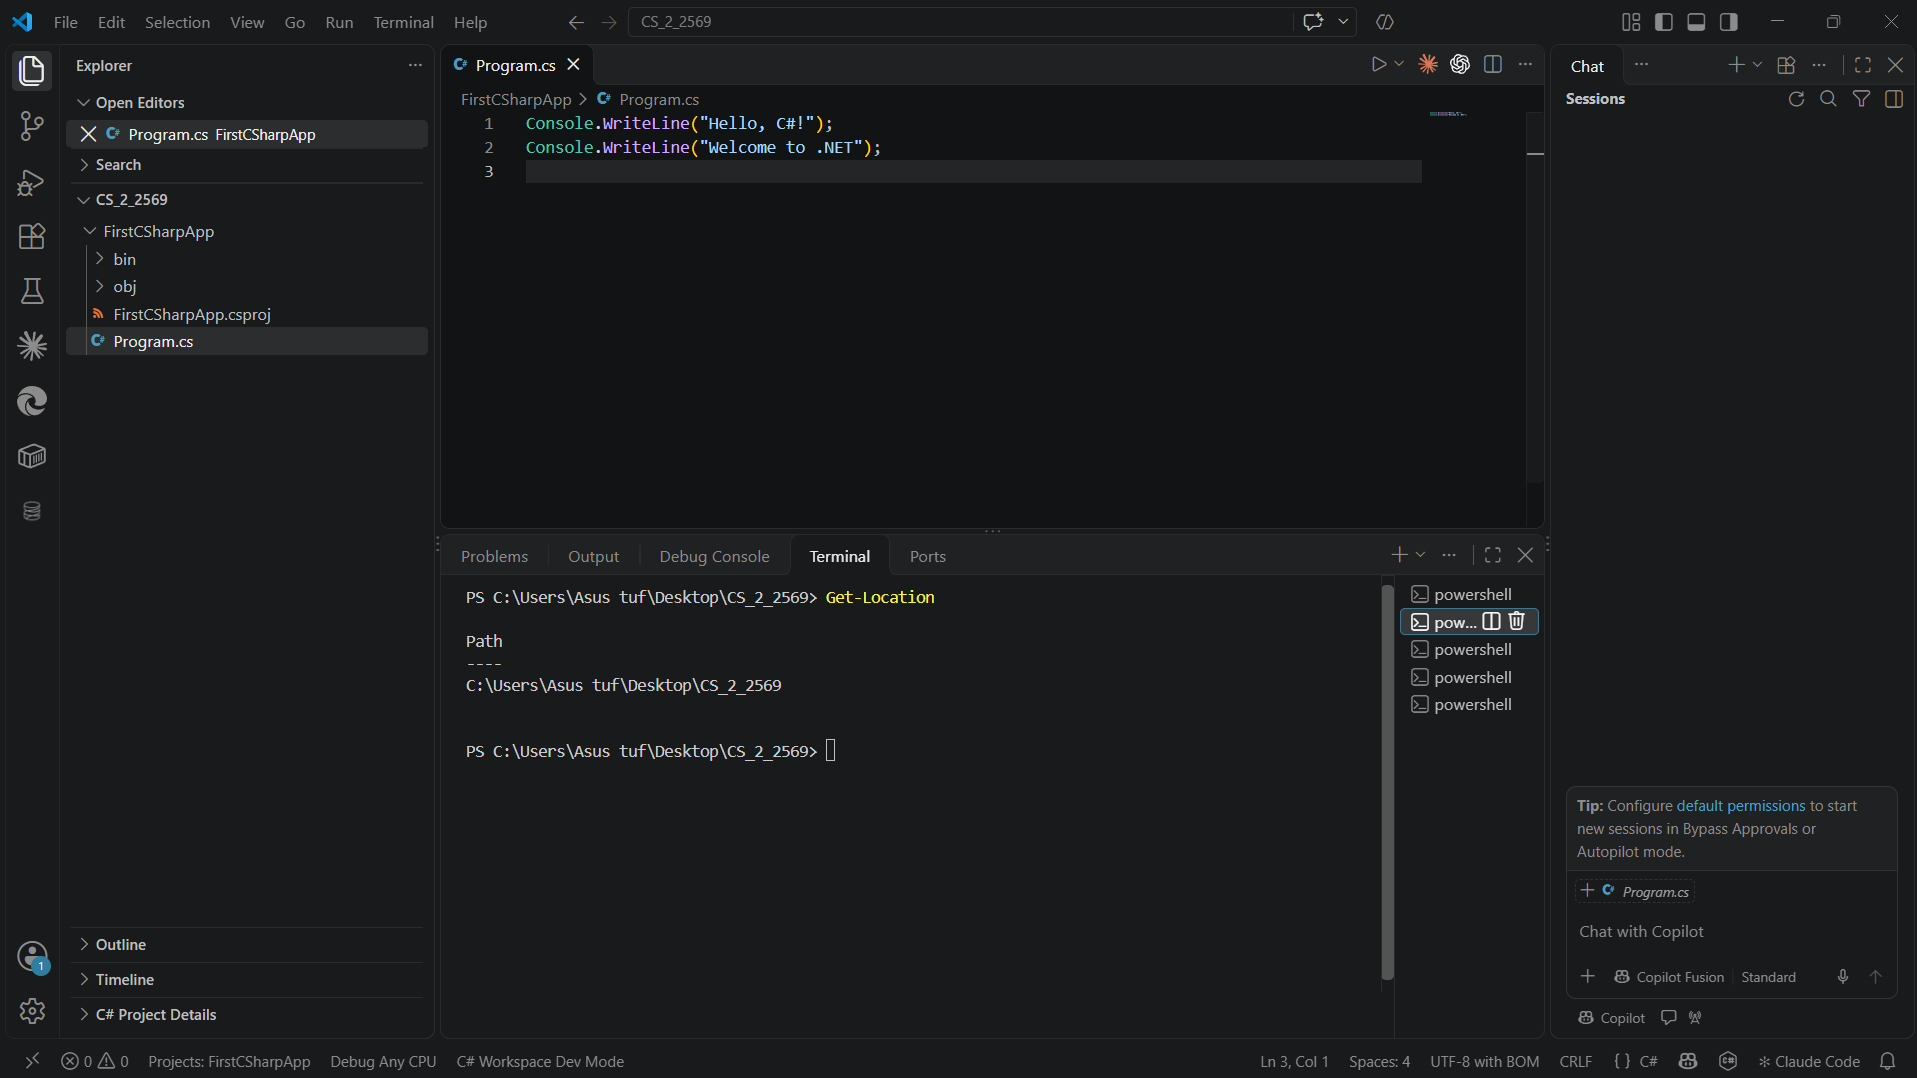 File Edit Selection View Go Run Terminal Help
CS_2_2569
Explorer
Open Editors
Program.cs FirstCSharpApp
Search
CS_2_2569
FirstCSharpApp
bin
obj
FirstCSharpApp.csproj
Program.cs
Outline
Timeline
C# Project Details
Program.cs
FirstCSharpApp > Program.cs
1 Console.WriteLine("Hello, C#!");
2 Console.WriteLine("Welcome to .NET");
3
Problems Output Debug Console Terminal Ports
PS C:\Users\Asus tuf\Desktop\CS_2_2569> Get-Location
Path
----
C:\Users\Asus tuf\Desktop\CS_2_2569
PS C:\Users\Asus tuf\Desktop\CS_2_2569>
powershell
pow...
powershell
powershell
powershell
Chat
Sessions
Tip: Configure default permissions to start
new sessions in Bypass Approvals or
Autopilot mode.
Program.cs
Chat with Copilot
Copilot Fusion Standard
Copilot
1
0 0 Projects: FirstCSharpApp Debug Any CPU C# Workspace Dev Mode
Ln 3, Col 1 Spaces: 4 UTF-8 with BOM CRLF {} C# Claude Code